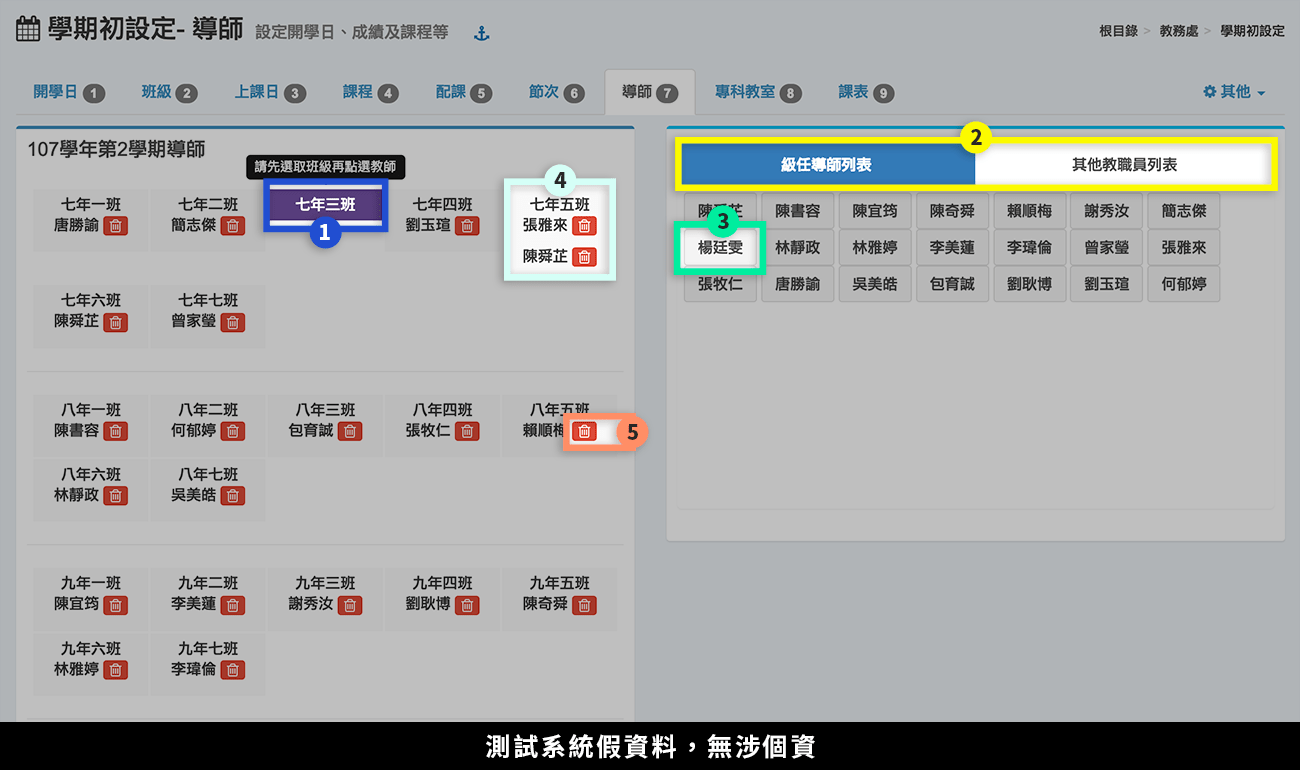 學期初設定- 導師 設定開學日、成績及課程等
根目錄 > 教務處 > 學期初設定
開學日 1 班級 2 上課日 3 課程 4 配課 5 節次 6 導師 7 專科教室 8 課表 9 其他
107學年第2學期導師
請先選取班級再點選教師
七年一班 七年二班 七年三班 七年四班 七年五班
唐勝諭 簡志傑 劉玉瑄 張雅來
陳舜芷
1
4
七年六班 七年七班
陳舜芷 曾家瑩
八年一班 八年二班 八年三班 八年四班 八年五班
陳書容 何郁婷 包育誠 張牧仁 賴順梅
5
八年六班 八年七班
林靜政 吳美皓
九年一班 九年二班 九年三班 九年四班 九年五班
陳宜筠 李美蓮 謝秀汝 劉耿博 陳奇舜
九年六班 九年七班
林雅婷 李瑋倫
2
級任導師列表 其他教職員列表
陳舜芷 陳書容 陳宜筠 陳奇舜 賴順梅 謝秀汝 簡志傑
3
楊廷雯 林靜政 林雅婷 李美蓮 李瑋倫 曾家瑩 張雅來
張牧仁 唐勝諭 吳美皓 包育誠 劉耿博 劉玉瑄 何郁婷
測試系統假資料，無涉個資